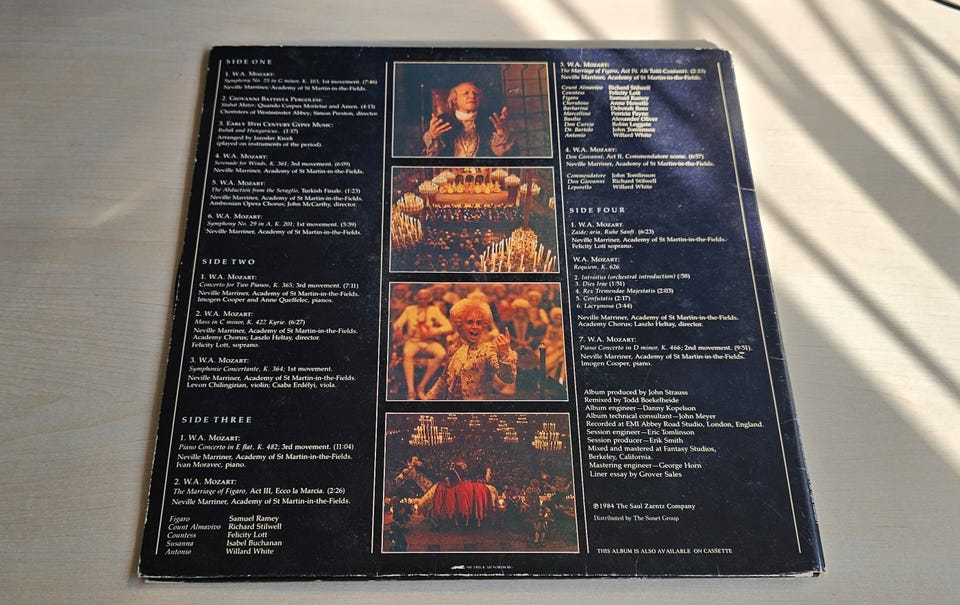 SIDE ONE
1. W.A. MOZART:
Symphony No. 25 in G minor, K. 183; 1st movement. (7:46)
Neville Marriner, Academy of St Martin-in-the-Fields.
2. GIOVANNI BATTISTA PERGOLESI:
Stabat Mater: Quando Corpus Morietur and Amen. (4:13)
Choristers of Westminster Abbey; Simon Preston, director.
3. EARLY 18TH CENTURY GYPSY MUSIC:
Bubak and Hungaricus. (1:17)
Arranged by Jaroslav Krcek
(played on instruments of the period).
4. W.A. MOZART:
Serenade for Winds, K. 361; 3rd movement. (6:09)
Neville Marriner, Academy of St Martin-in-the-Fields.
5. W.A. MOZART:
The Abduction from the Seraglio, Turkish Finale. (1:23)
Neville Marriner, Academy of St Martin-in-the-Fields.
Ambrosian Opera Chorus; John McCarthy, director.
6. W.A. MOZART:
Symphony No. 29 in A, K. 201; 1st movement. (5:39)
Neville Marriner, Academy of St Martin-in-the-Fields.
SIDE TWO
1. W.A. MOZART:
Concerto for Two Pianos, K. 365; 3rd movement. (7:11)
Neville Marriner, Academy of St Martin-in-the-Fields.
Imogen Cooper and Anne Queffelec, pianos.
2. W.A. MOZART:
Mass in C minor, K. 427 Kyrie. (6:27)
Neville Marriner, Academy of St Martin-in-the-Fields.
Academy Chorus; Laszlo Heltay, director.
Felicity Lott, soprano.
3. W.A. MOZART:
Symphonie Concertante, K. 364; 1st movement.
Neville Marriner, Academy of St Martin-in-the-Fields.
Levon Chilingirian, violin; Csaba Erdélyi, viola.
SIDE THREE
1. W.A. MOZART:
Piano Concerto in E flat, K. 482; 3rd movement. (11:04)
Neville Marriner, Academy of St Martin-in-the-Fields.
Ivan Moravec, piano.
2. W.A. MOZART:
The Marriage of Figaro, Act III, Ecco la Marcia. (2:26)
Neville Marriner, Academy of St Martin-in-the-Fields.
Figaro Samuel Ramey
Count Almaviva Richard Stilwell
Countess Felicity Lott
Susanna Isabel Buchanan
Antonio Willard White
3. W.A. MOZART:
The Marriage of Figaro, Act IV, Ah Tutti Contenti. (2:53)
Neville Marriner, Academy of St Martin-in-the-Fields.
Count Almaviva Richard Stilwell
Countess Felicity Lott
Figaro Samuel Ramey
Cherubino Anne Howells
Barbarina Deborah Rees
Marcellina Patricia Payne
Basilio Alexander Oliver
Don Curzio Robin Leggate
Dr. Bartolo John Tomlinson
Antonio Willard White
4. W.A. MOZART:
Don Giovanni, Act II, Commendatore scene. (6:57)
Neville Marriner, Academy of St Martin-in-the-Fields.
Commendatore John Tomlinson
Don Giovanni Richard Stilwell
Leporello Willard White
SIDE FOUR
1. W.A. MOZART:
Zaide; aria, Ruhe Sanft. (6:23)
Neville Marriner, Academy of St Martin-in-the-Fields.
Felicity Lott soprano.
W.A. MOZART:
Requiem, K. 626.
2. Introitus (orchestral introduction) (:58)
3. Dies Irae (1:51)
4. Rex Tremendae Majestatis (2:03)
5. Confutatis (2:17)
6. Lacrymosa (3:44)
Neville Marriner, Academy of St Martin-in-the-Fields.
Academy Chorus; Laszlo Heltay, director.
7. W.A. MOZART:
Piano Concerto in D minor, K. 466; 2nd movement. (9:51).
Neville Marriner, Academy of St Martin-in-the-Fields.
Imogen Cooper, piano.
Album produced by John Strauss
Remixed by Todd Boekelheide
Album engineer—Danny Kopelson
Album technical consultant—John Meyer
Recorded at EMI Abbey Road Studio, London, England.
Session engineer—Eric Tomlinson
Session producer—Erik Smith
Mixed and mastered at Fantasy Studios,
Berkeley, California.
Mastering engineer—George Horn
Liner essay by Grover Sales
℗1984 The Saul Zaentz Company
Distributed by The Sonet Group
THIS ALBUM IS ALSO AVAILABLE ON CASSETTE